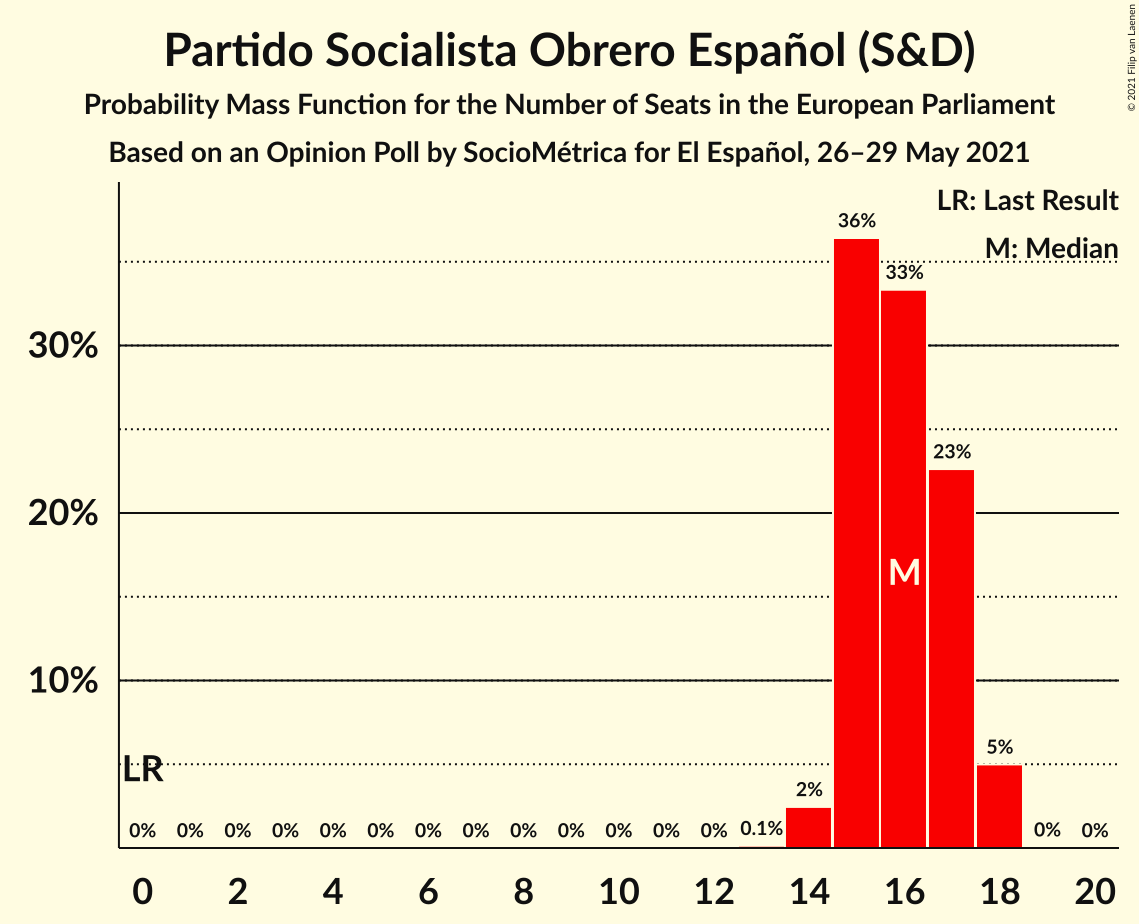 Partido Socialista Obrero Español (S&D)
Probability Mass Function for the Number of Seats in the European Parliament
Based on an Opinion Poll by SocioMétrica for El Español, 26–29 May 2021
© 2021 Filip van Laenen
LR: Last Result
M: Median
36%
33%
30%
23%
20%
M
10%
LR
5%
2%
0% 0% 0% 0% 0% 0% 0% 0% 0% 0% 0% 0% 0% 0.1% 0% 0%
0 2 4 6 8 10 12 14 16 18 20